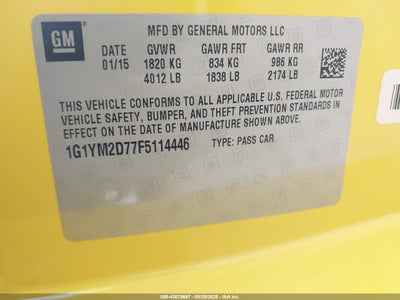 GM
MFD BY GENERAL MOTORS LLC
DATE GVWR GAWR FRT GAWR RR
01/15 1820 KG 834 KG 986 KG
4012 LB 1838 LB 2174 LB
THIS VEHICLE CONFORMS TO ALL APPLICABLE U.S. FEDERAL MOTOR
VEHICLE SAFETY, BUMPER, AND THEFT PREVENTION STANDARDS
IN EFFECT ON THE DATE OF MANUFACTURE SHOWN ABOVE.
1G1YM2D77F5114446 TYPE: PASS CAR